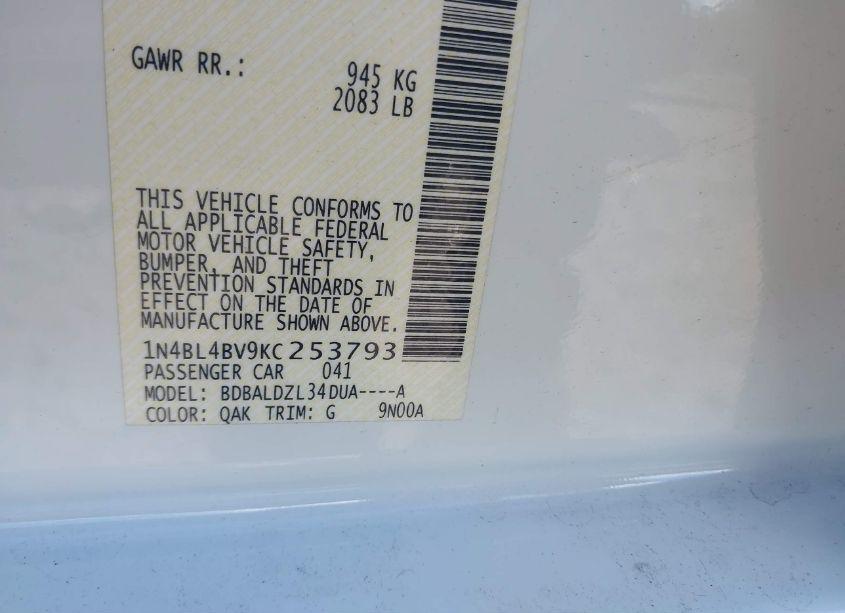 GAWR RR.: 945 KG
2083 LB
THIS VEHICLE CONFORMS TO
ALL APPLICABLE FEDERAL
MOTOR VEHICLE SAFETY,
BUMPER, AND THEFT
PREVENTION STANDARDS IN
EFFECT ON THE DATE OF
MANUFACTURE SHOWN ABOVE.
1N4BL4BV9KC253793
PASSENGER CAR 041
MODEL: BDBALDZL34DUA----A
COLOR: QAK TRIM: G 9N00A